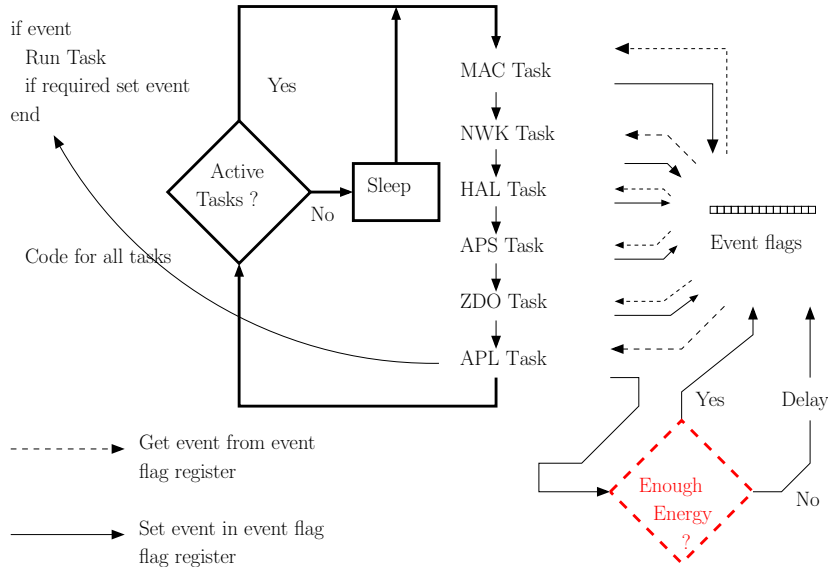 if event
Run Task
if required set event
end
Yes
Active
Tasks ?
No
Sleep
Code for all tasks
MAC Task
NWK Task
HAL Task
APS Task
ZDO Task
APL Task
Event flags
Yes
Delay
Enough
Energy
?
No
Get event from event
flag register
Set event in event flag
flag register